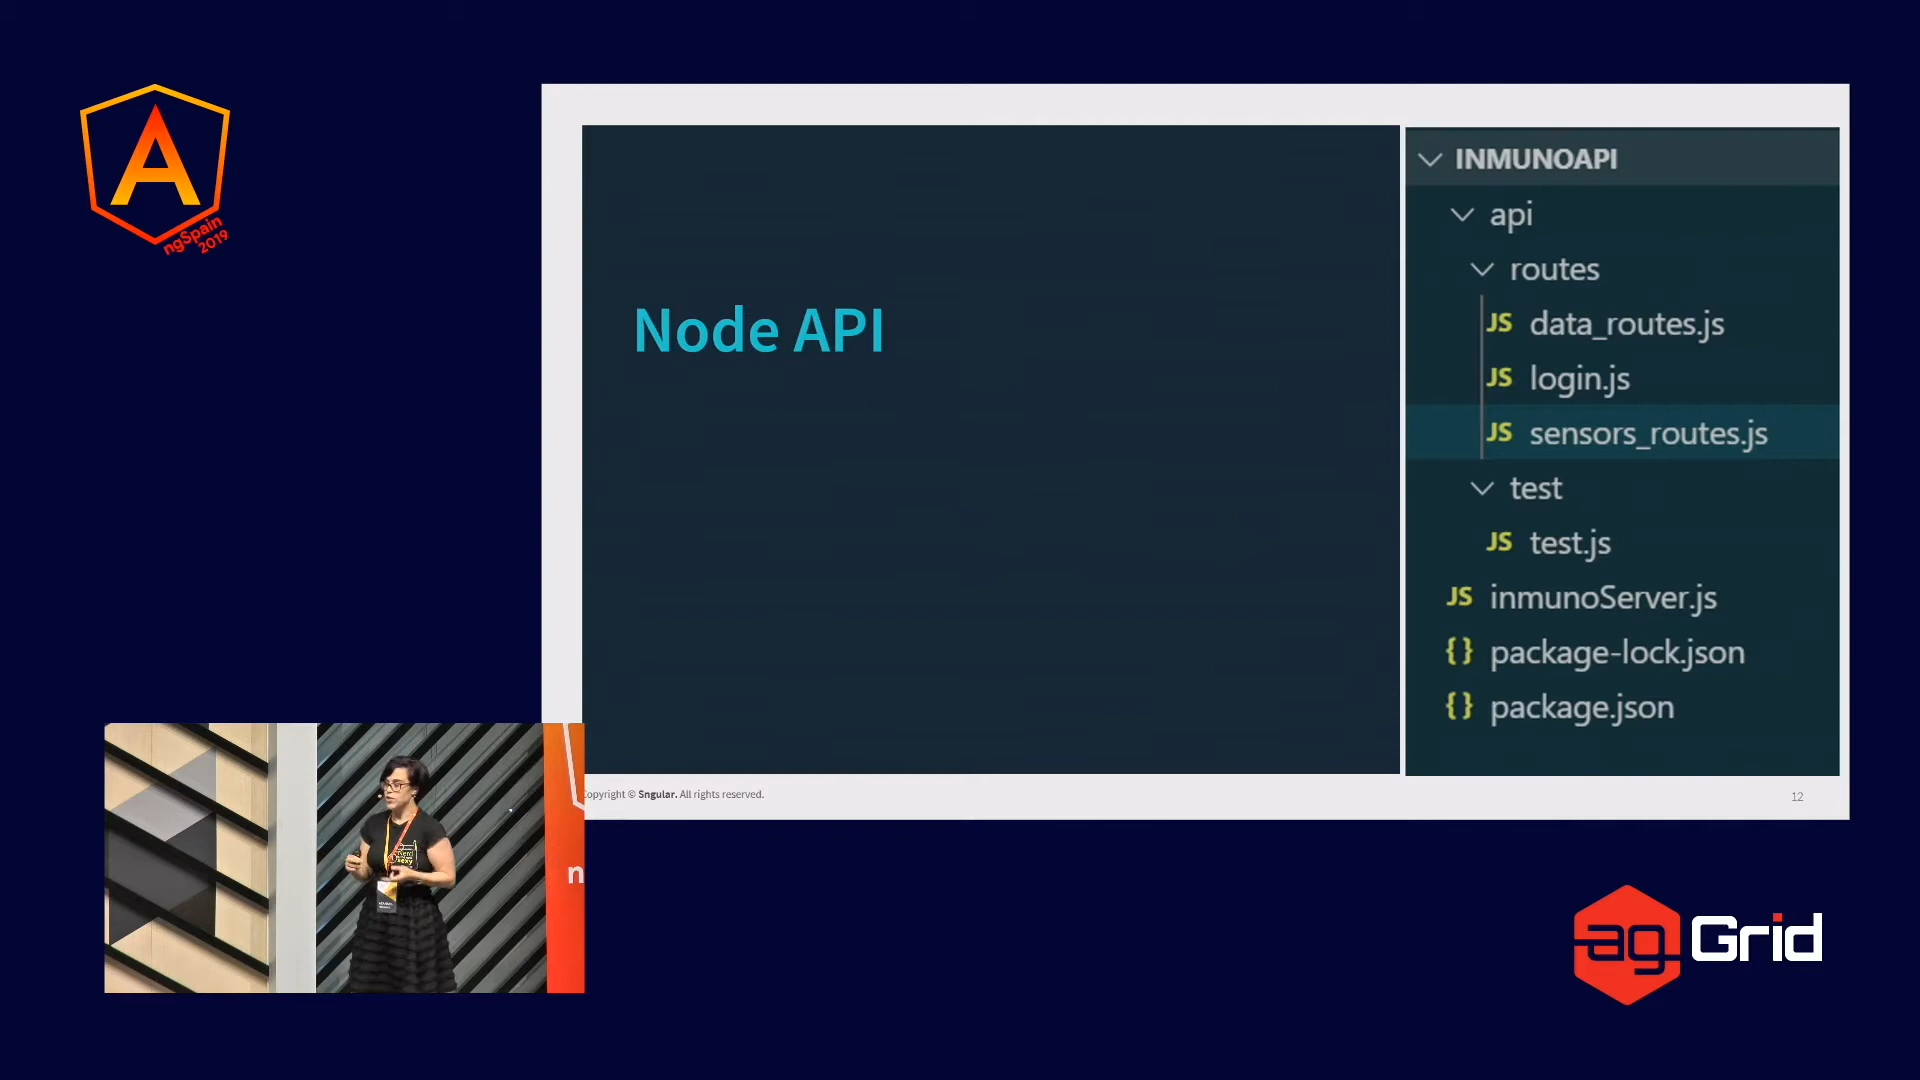 ngSpain
2019
Node API
INMUNOAPI
api
routes
JS data_routes.js
JS login.js
JS sensors_routes.js
test
JS test.js
JS inmunoServer.js
{} package-lock.json
{} package.json
opyright © Sngular. All rights reserved.
12
n
ag Grid